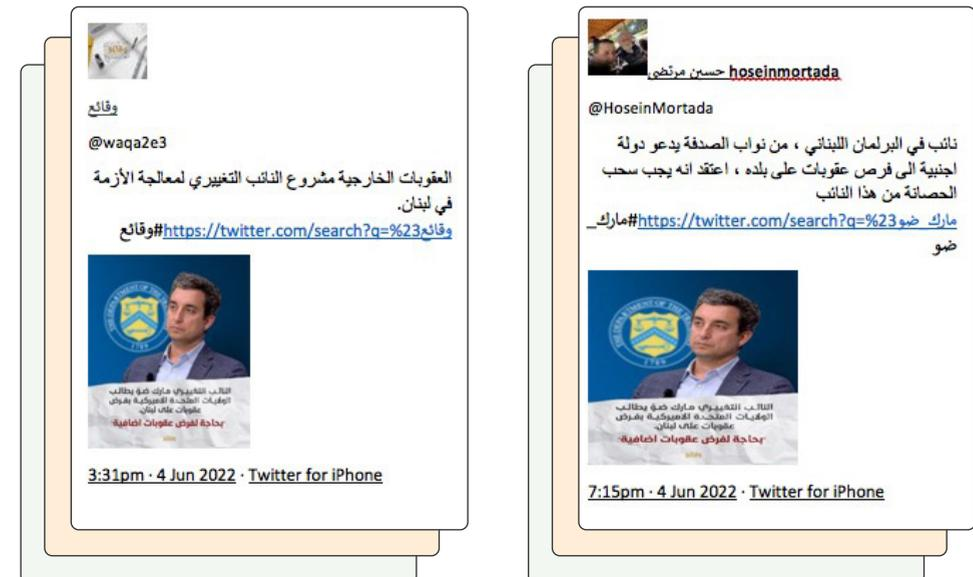 وقائع
@waqa2e3
العقوبات الخارجية مشروع النائب التغييري لمعالجة الأزمة
في لبنان.
وقائع#https://twitter.com/search?q=%23وقائع
النائب التغييري مارك ضو يطالب
الولايات المتحدة الاميركية بفرض
عقوبات على لبنان.
"بحاجة لفرض عقوبات اضافية"
3:31pm · 4 Jun 2022 · Twitter for iPhone
حسين مرتضى hoseinmortada
@HoseinMortada
نائب في البرلمان اللبناني ، من نواب الصدفة يدعو دولة
اجنبية الى فرص عقوبات على بلده ، اعتقد انه يجب سحب
الحصانة من هذا النائب
مارك_ضو#https://twitter.com/search?q=%23مارك_
ضو
النائب التغييري مارك ضو يطالب
الولايات المتحدة الاميركية بفرض
عقوبات على لبنان.
"بحاجة لفرض عقوبات اضافية"
7:15pm · 4 Jun 2022 · Twitter for iPhone